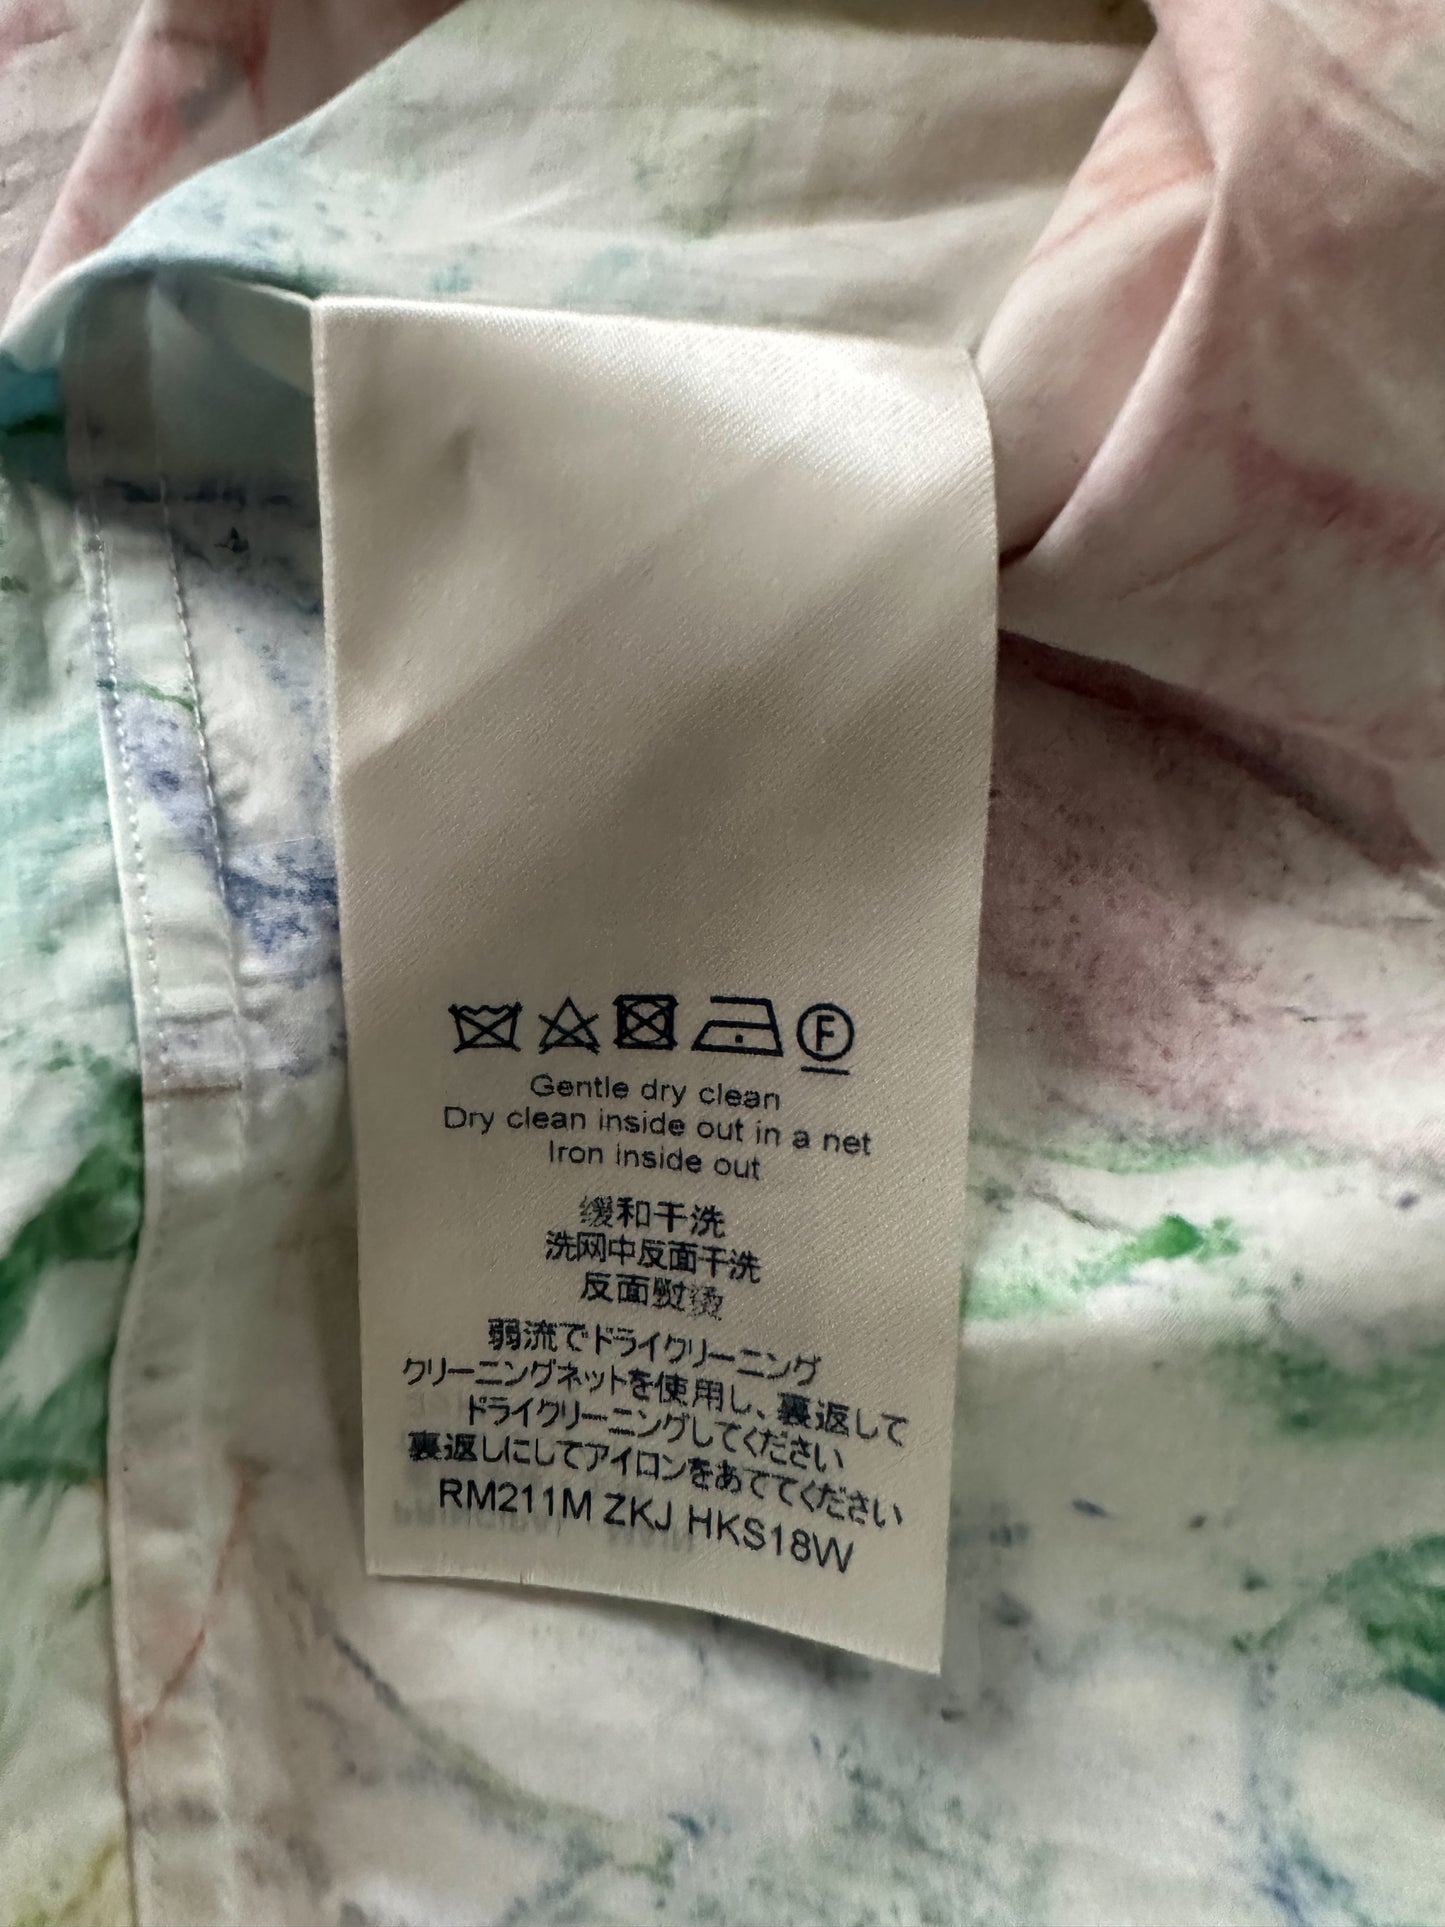 F
Gentle dry clean
Dry clean inside out in a net
Iron inside out
缓和干洗
洗网中反面干洗
反面熨烫
弱流でドライクリーニング
クリーニングネットを使用し、裏返して
ドライクリーニングしてください
裏返しにしてアイロンをあててください
RM211M ZKJ HKS18W